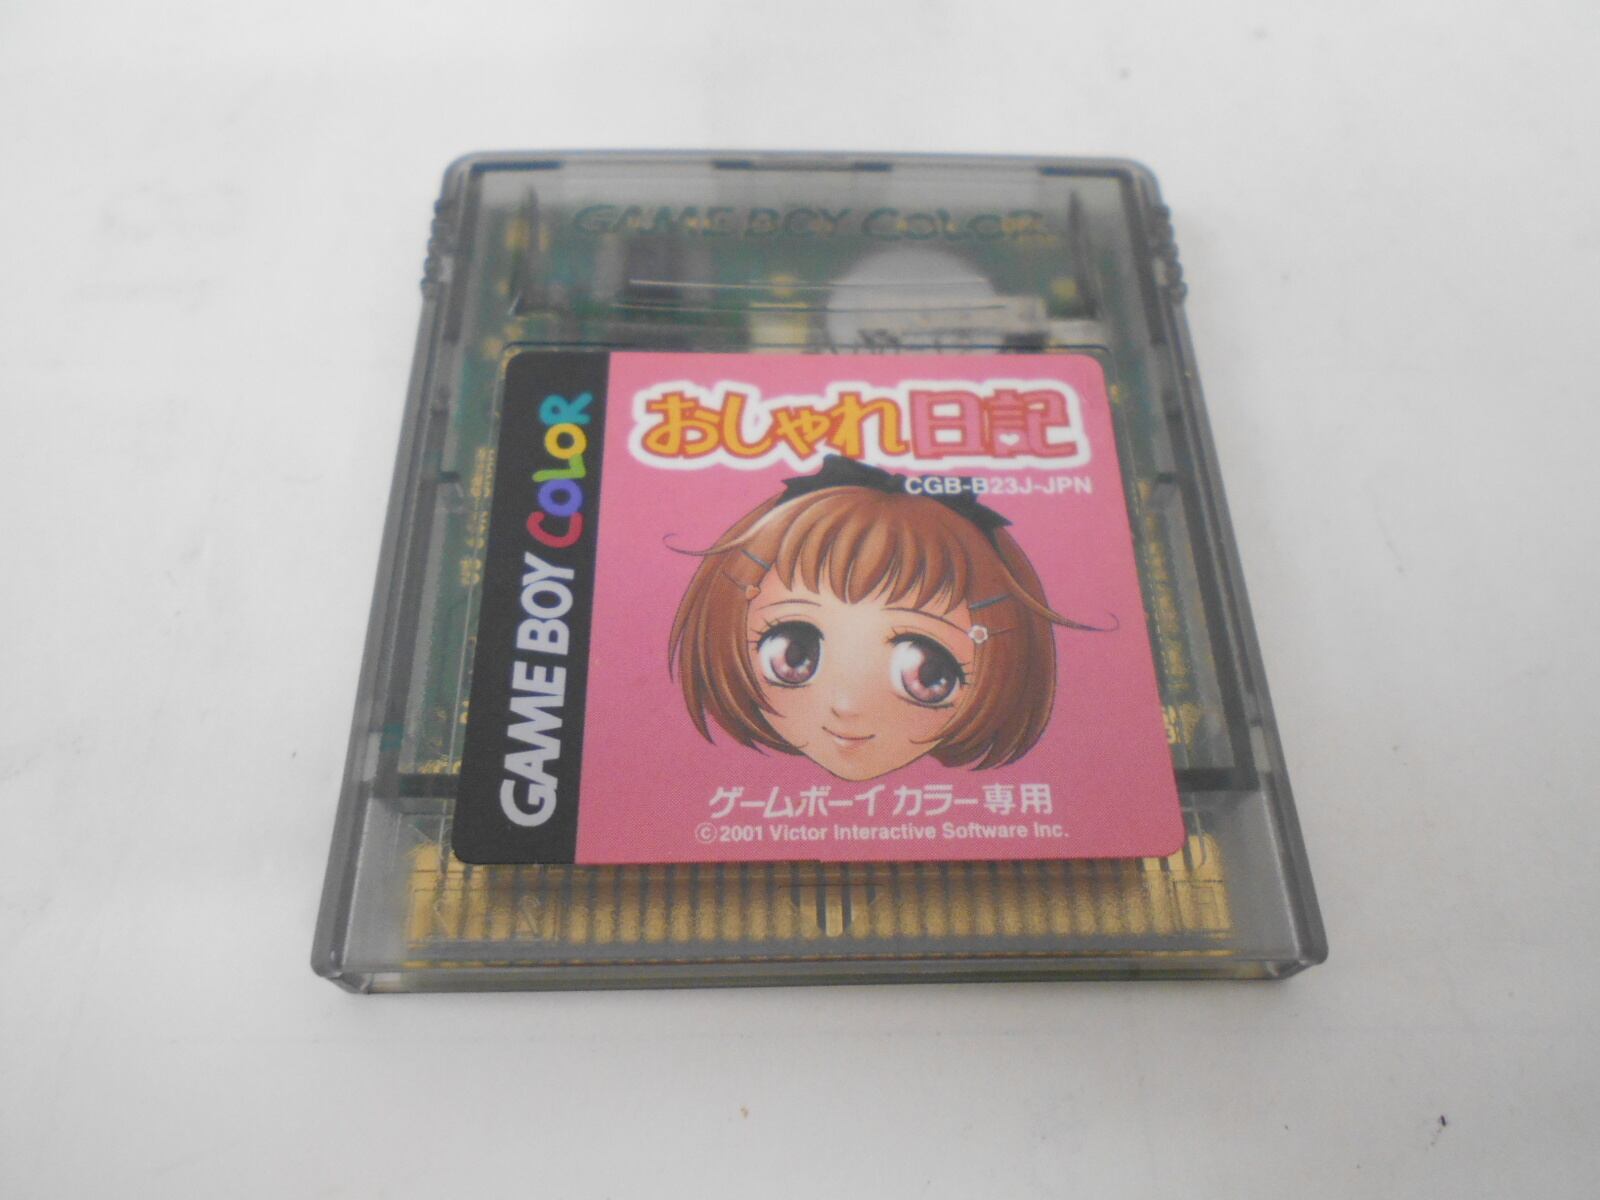 GAME BOY COLOR
おしゃれ日記
CGB-B23J-JPN
GAME BOY COLOR
ゲームボーイ カラー専用
©2001 Victor Interactive Software Inc.